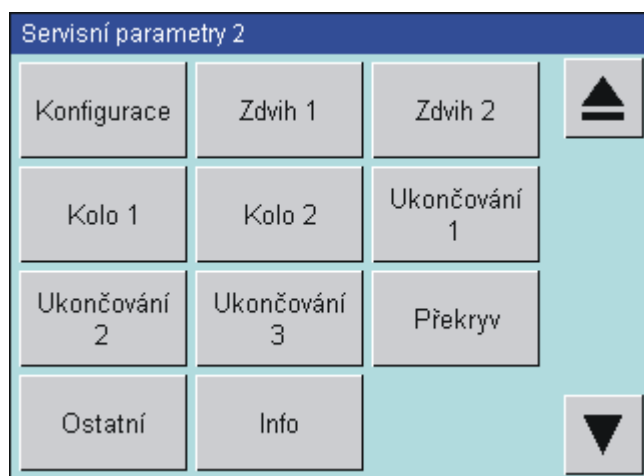 Servisní parametry 2
Konfigurace
Zdvih 1
Zdvih 2
Kolo 1
Kolo 2
Ukončování
1
Ukončování
2
Ukončování
3
Překryv
Ostatní
Info